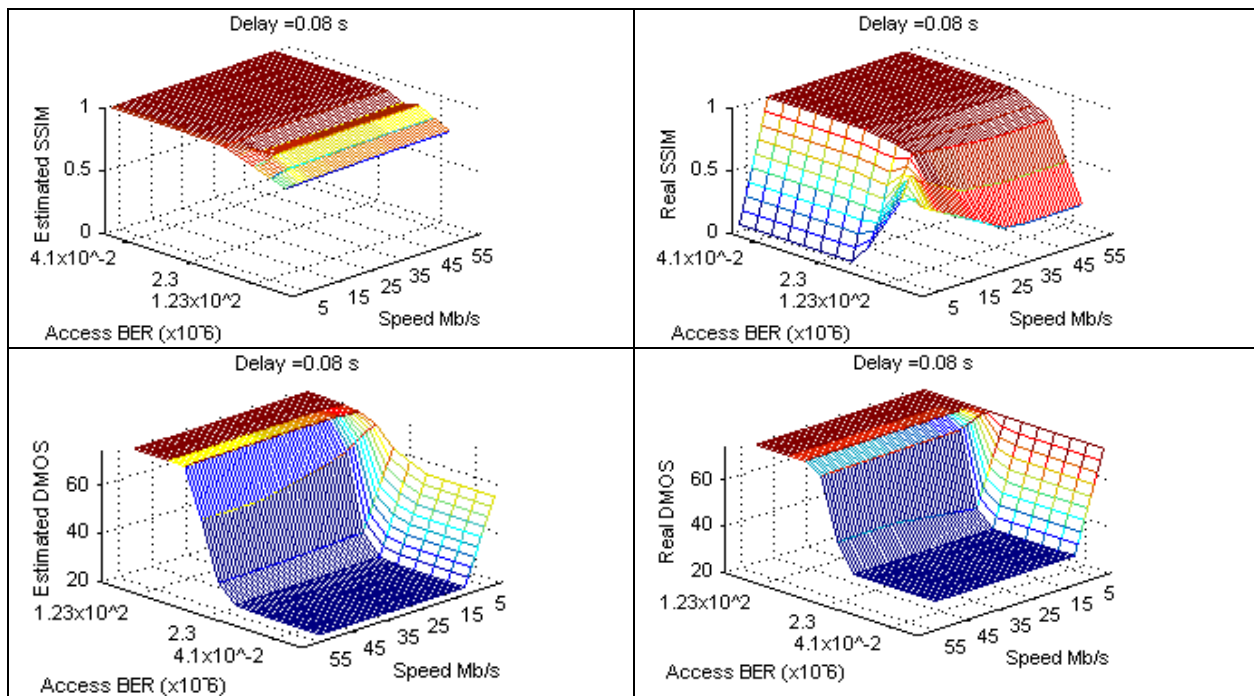 Delay =0.08 s
Estimated SSIM
1
0.5
0
4.1x10^-2
2.3
1.23x10^2
5
15
25
35
45
55
Access BER (x10^-6)
Speed Mb/s
Delay =0.08 s
Real SSIM
1
0.5
0
4.1x10^-2
2.3
1.23x10^2
5
15
25
35
45
55
Access BER (x10^-6)
Speed Mb/s
Delay =0.08 s
Estimated DMOS
60
40
20
1.23x10^2
2.3
4.1x10^-2
55
45
35
25
15
5
Access BER (x10^-6)
Speed Mb/s
Delay =0.08 s
Real DMOS
60
40
20
1.23x10^2
2.3
4.1x10^-2
55
45
35
25
15
5
Access BER (x10^-6)
Speed Mb/s